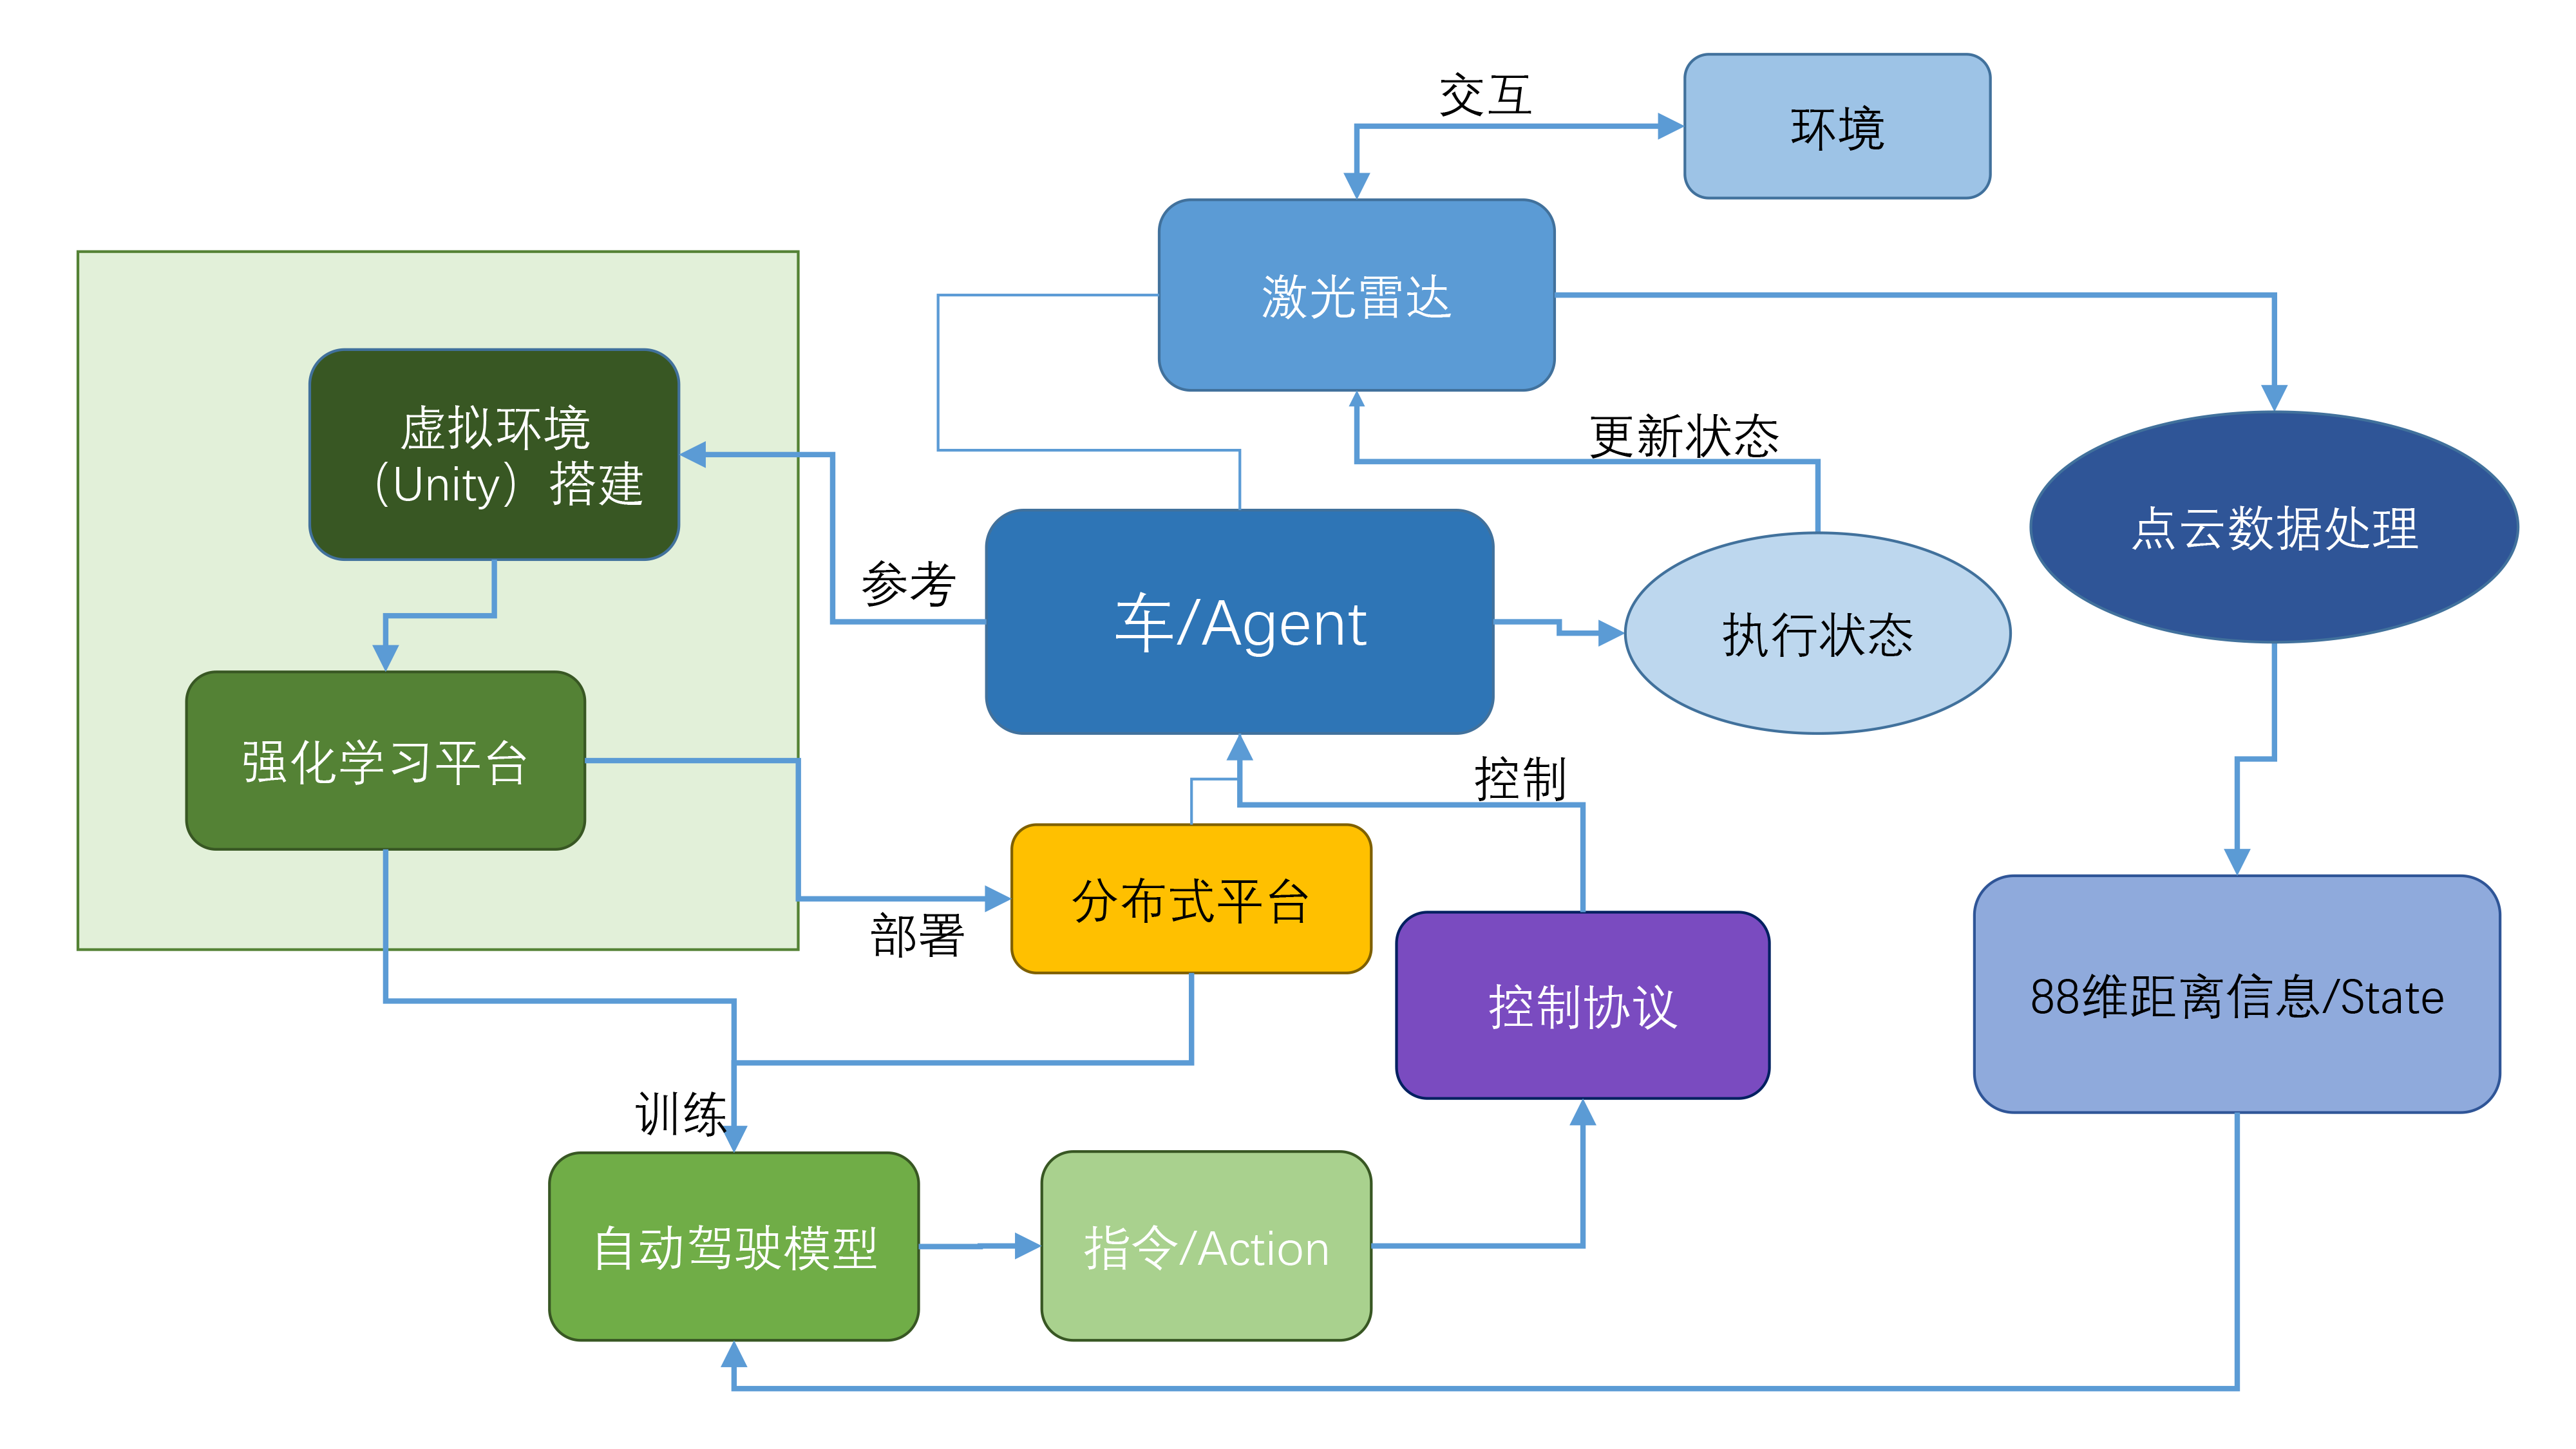 交互
环境
激光雷达
虚拟环境
（Unity）搭建
更新状态
点云数据处理
参考
车/Agent
执行状态
强化学习平台
控制
分布式平台
部署
控制协议
88维距离信息/State
训练
自动驾驶模型
指令/Action